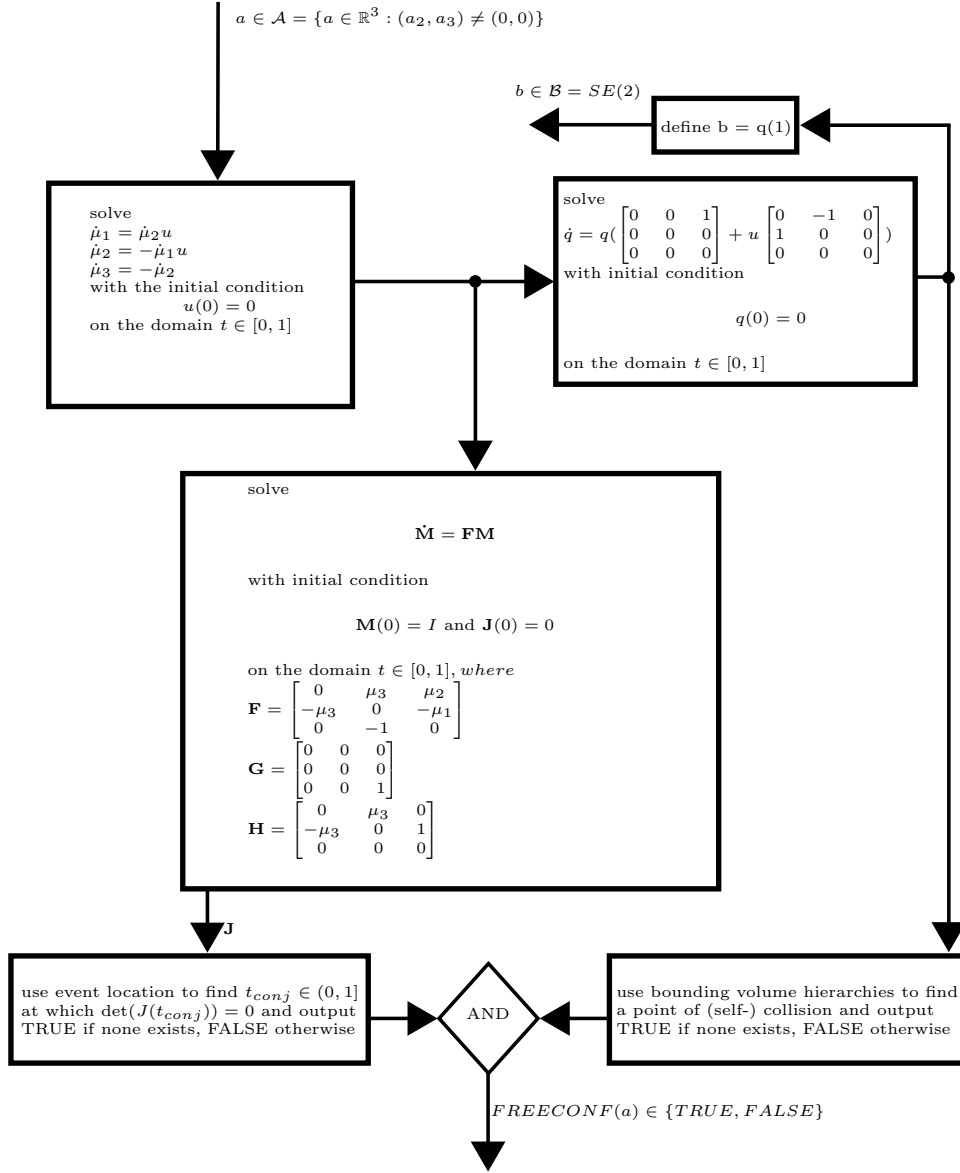 a ∈ 𝒜 = {a ∈ ℝ³ : (a₂, a₃) ≠ (0, 0)}
b ∈ ℬ = SE(2)
define b = q(1)
solve
μ̇₁ = μ̇₂u
μ̇₂ = −μ̇₁u
μ̇₃ = −μ̇₂
with the initial condition
u(0) = 0
on the domain t ∈ [0, 1]
solve
q̇ = q( [0 0 1; 0 0 0; 0 0 0] + u [0 −1 0; 1 0 0; 0 0 0] )
with initial condition
q(0) = 0
on the domain t ∈ [0, 1]
solve
Ṁ = FM
with initial condition
M(0) = I and J(0) = 0
on the domain t ∈ [0, 1], where
F = [0 μ₃ μ₂; −μ₃ 0 −μ₁; 0 −1 0]
G = [0 0 0; 0 0 0; 0 0 1]
H = [0 μ₃ 0; −μ₃ 0 1; 0 0 0]
J
use event location to find t_conj ∈ (0, 1]
at which det(J(t_conj)) = 0 and output
TRUE if none exists, FALSE otherwise
AND
use bounding volume hierarchies to find
a point of (self-) collision and output
TRUE if none exists, FALSE otherwise
FREECONF(a) ∈ {TRUE, FALSE}